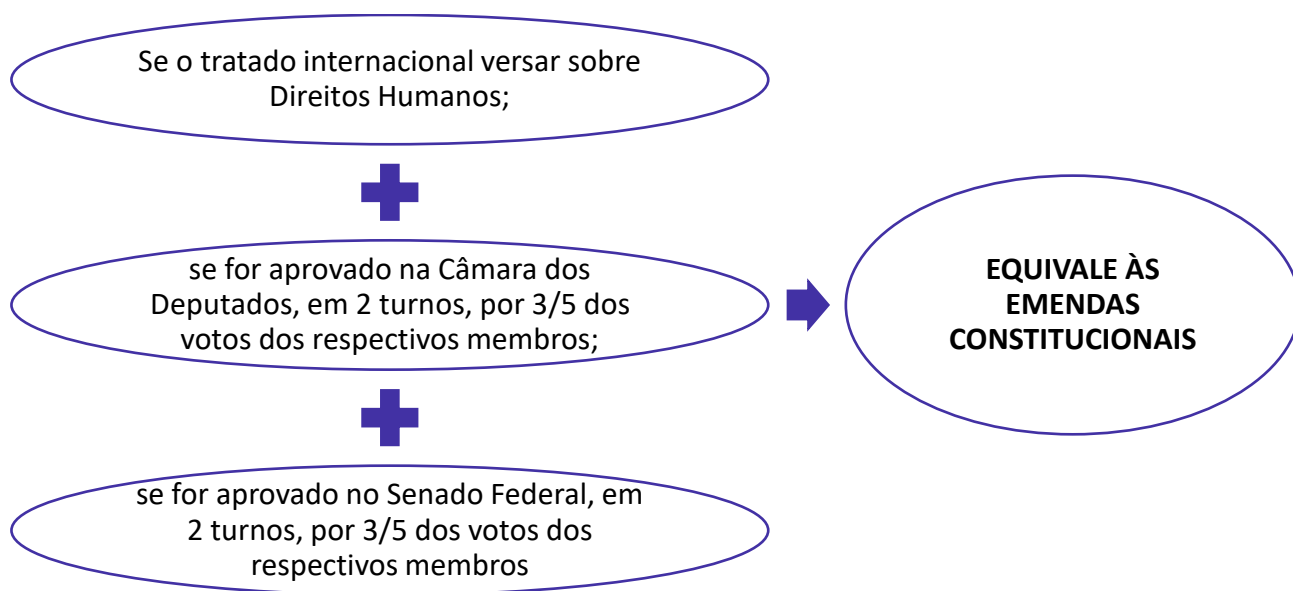 Se o tratado internacional versar sobre
Direitos Humanos;
se for aprovado na Câmara dos
Deputados, em 2 turnos, por 3/5 dos
votos dos respectivos membros;
se for aprovado no Senado Federal, em
2 turnos, por 3/5 dos votos dos
respectivos membros
EQUIVALE ÀS
EMENDAS
CONSTITUCIONAIS